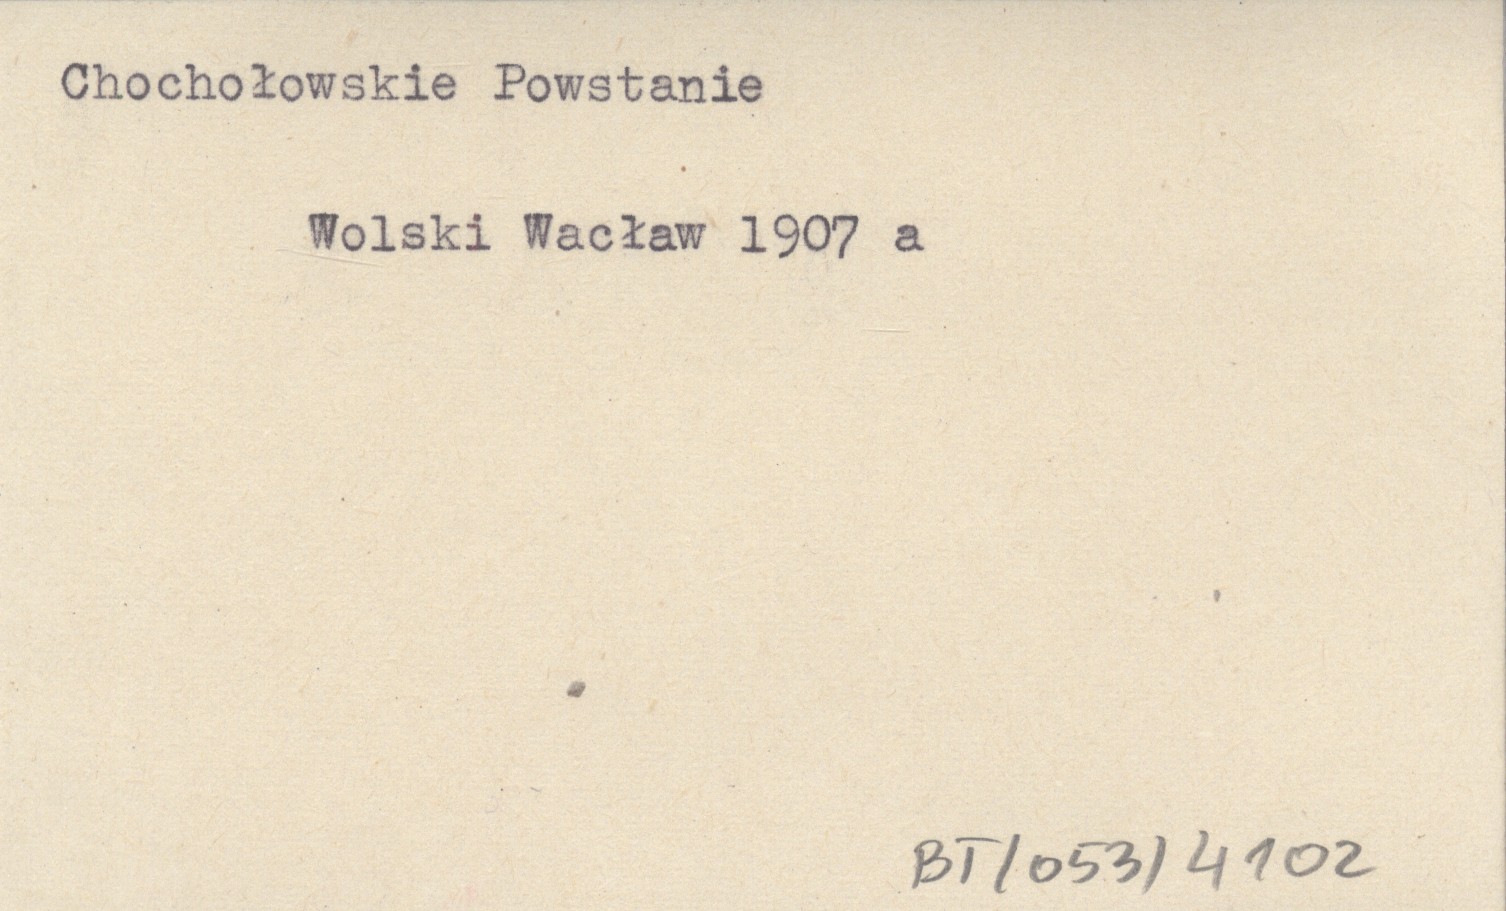 Chochołowskie Powstanie
Wolski Wacław 1907 a
BT/053/4102